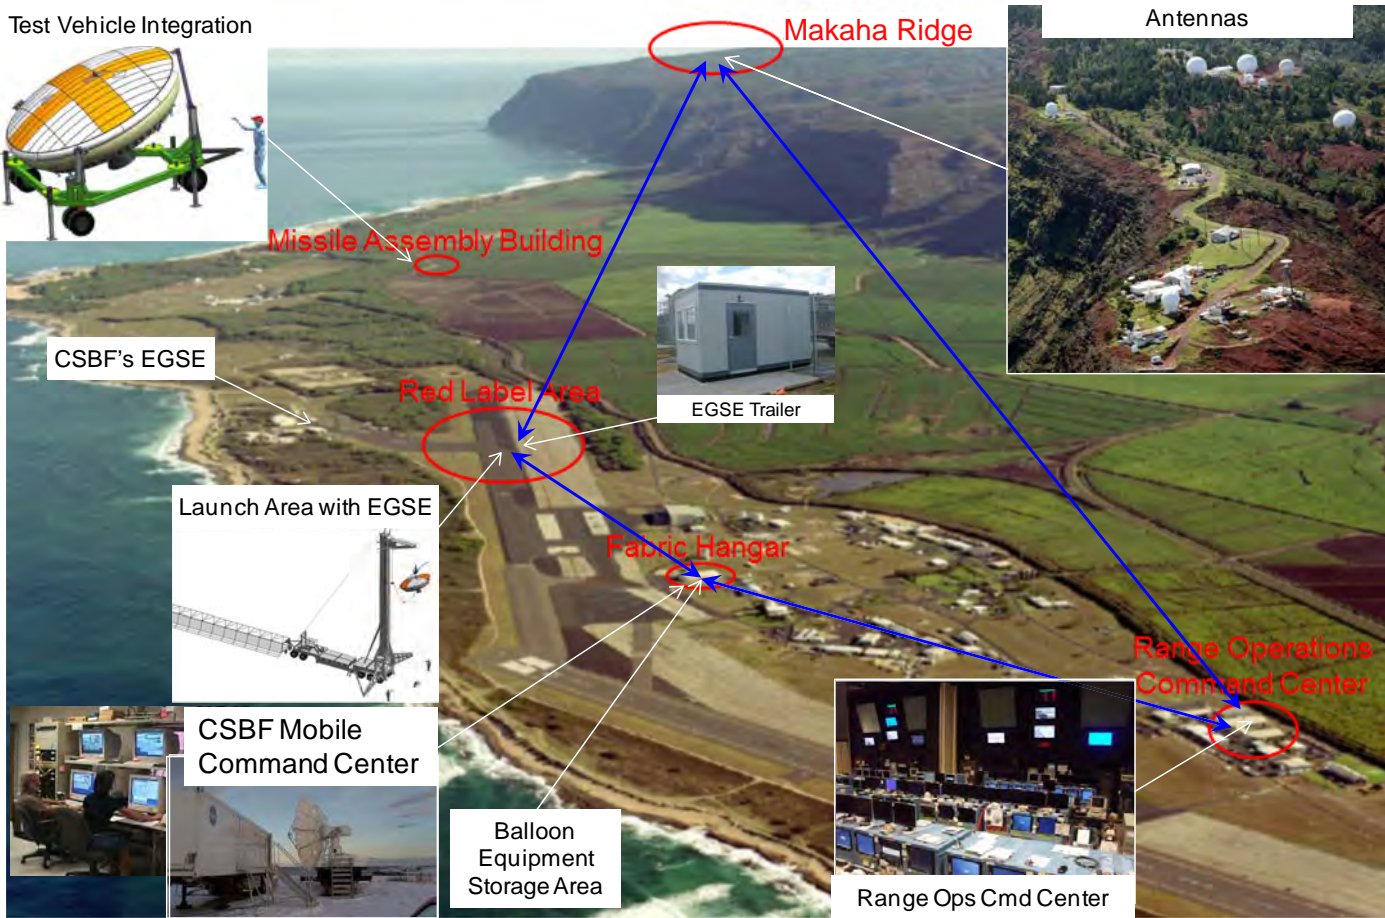 Test Vehicle Integration
Makaha Ridge
Antennas
Missile Assembly Building
CSBF's EGSE
Red Label Area
EGSE Trailer
Launch Area with EGSE
Fabric Hangar
Range Operations
Command Center
CSBF Mobile
Command Center
Balloon
Equipment
Storage Area
Range Ops Cmd Center